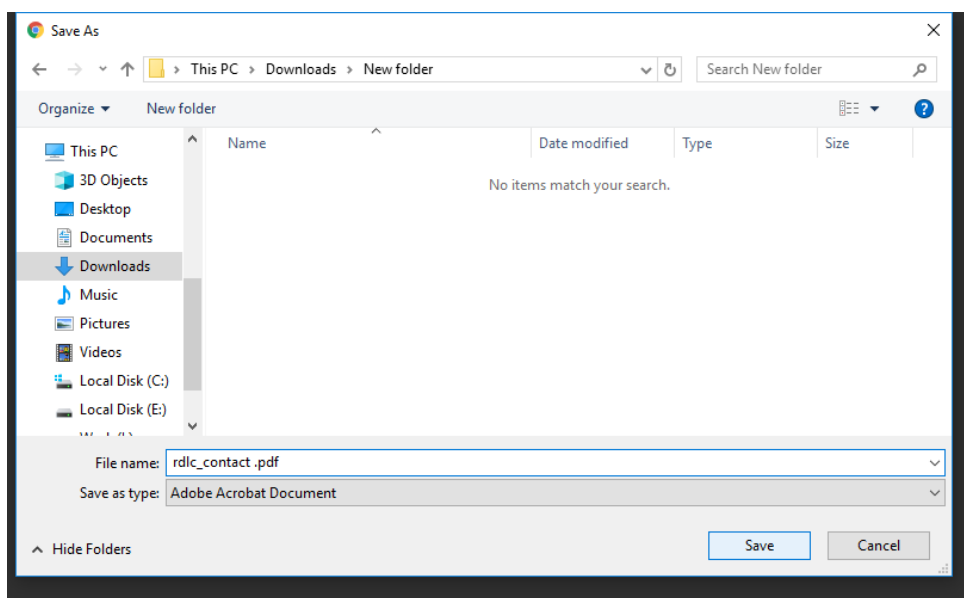 Save As
This PC > Downloads > New folder
Search New folder
Organize
New folder
Name
Date modified
Type
Size
No items match your search.
This PC
3D Objects
Desktop
Documents
Downloads
Music
Pictures
Videos
Local Disk (C:)
Local Disk (E:)
File name: rdlc_contact .pdf
Save as type: Adobe Acrobat Document
Hide Folders
Save
Cancel